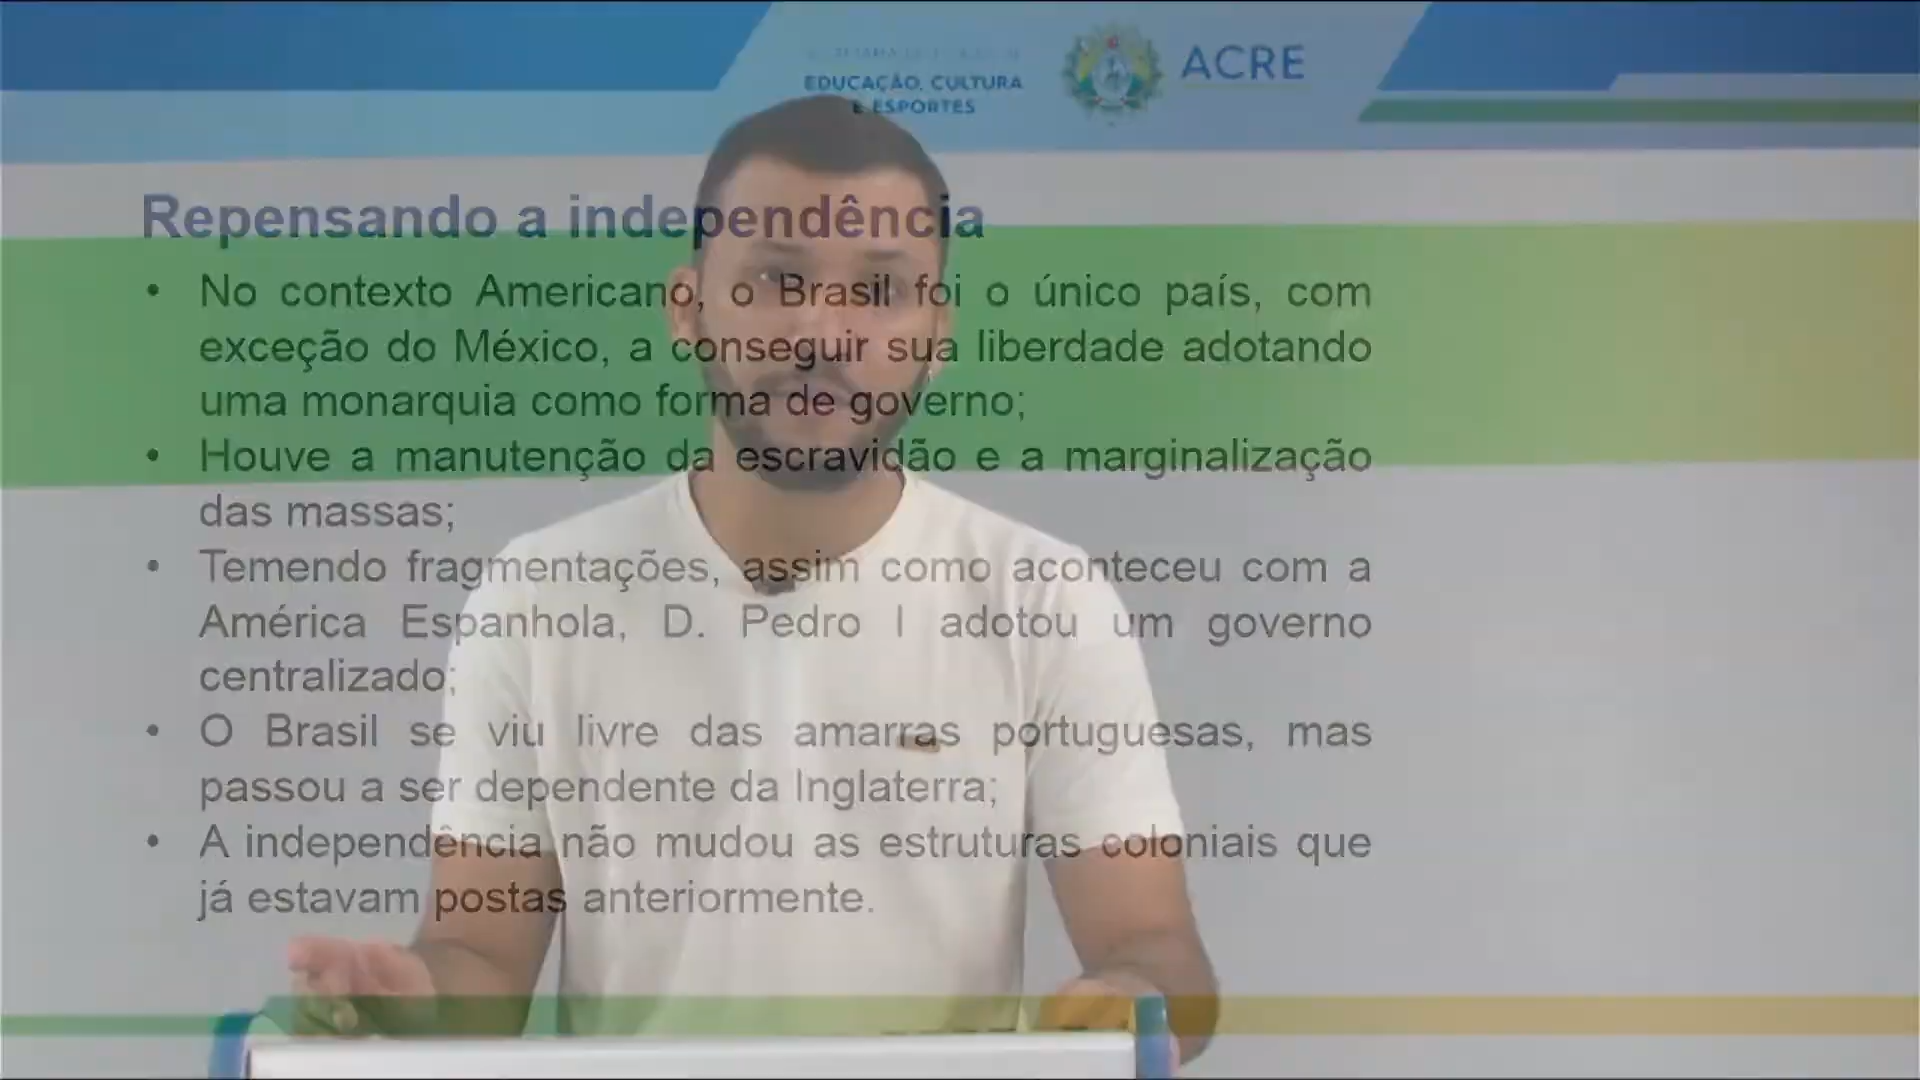 EDUCAÇÃO, CULTURA
E ESPORTES
ACRE
Repensando a independência
• No contexto Americano, o Brasil foi o único país, com
exceção do México, a conseguir sua liberdade adotando
uma monarquia como forma de governo;
• Houve a manutenção da escravidão e a marginalização
das massas;
• Temendo fragmentações, assim como aconteceu com a
América Espanhola, D. Pedro I adotou um governo
centralizado;
• O Brasil se viu livre das amarras portuguesas, mas
passou a ser dependente da Inglaterra;
• A independência não mudou as estruturas coloniais que
já estavam postas anteriormente.